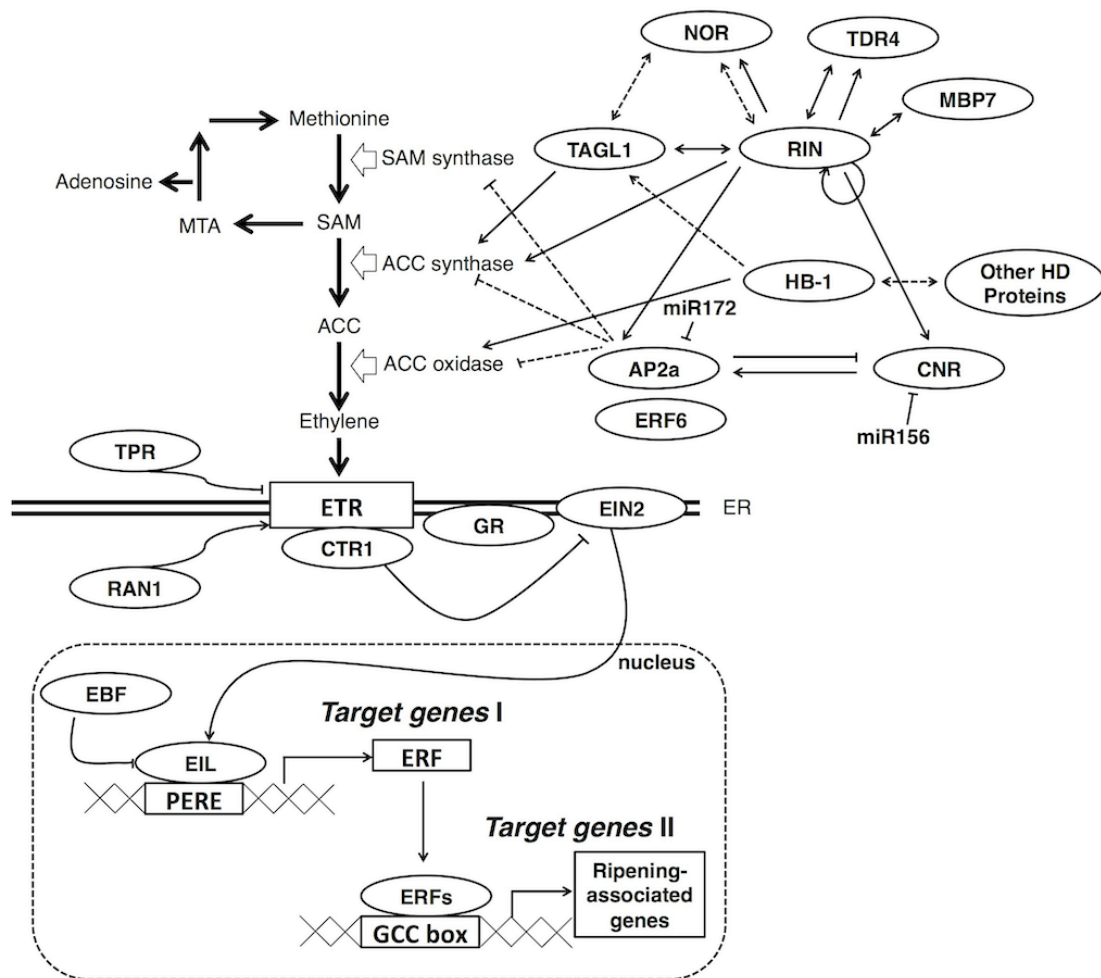 NOR
TDR4
MBP7
Methionine
SAM synthase
TAGL1
RIN
Adenosine
MTA
SAM
ACC synthase
HB-1
Other HD
Proteins
miR172
ACC
ACC oxidase
AP2a
CNR
ERF6
miR156
Ethylene
TPR
ETR
EIN2
ER
GR
CTR1
RAN1
nucleus
EBF
Target genes I
EIL
ERF
PERE
Target genes II
Ripening-
associated
genes
ERFs
GCC box